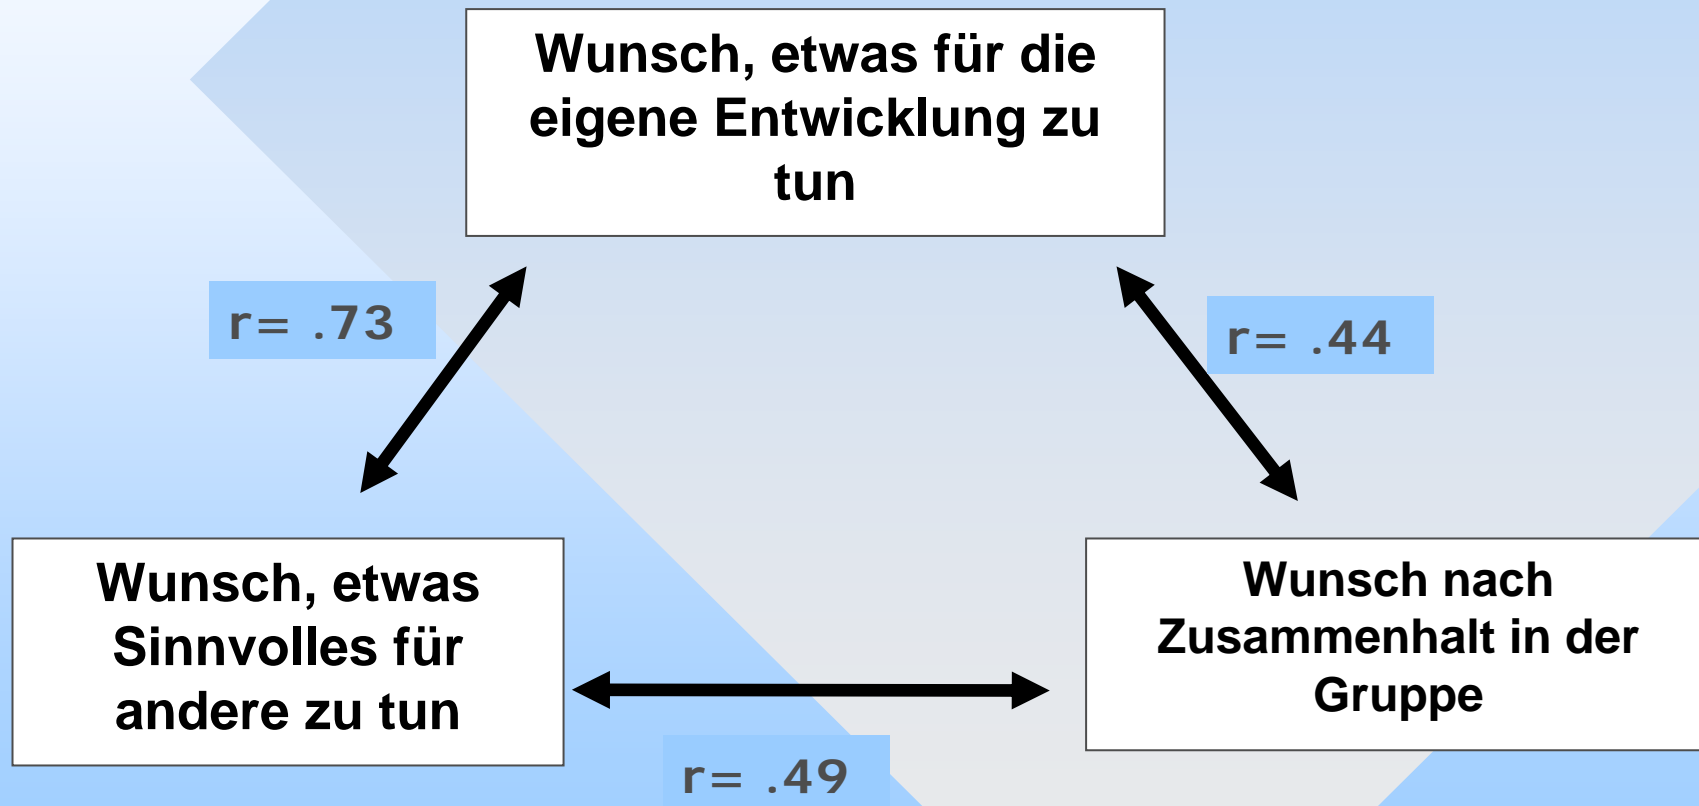 Wunsch, etwas für die
eigene Entwicklung zu
tun
r= .73
r= .44
Wunsch, etwas
Sinnvolles für
andere zu tun
Wunsch nach
Zusammenhalt in der
Gruppe
r= .49